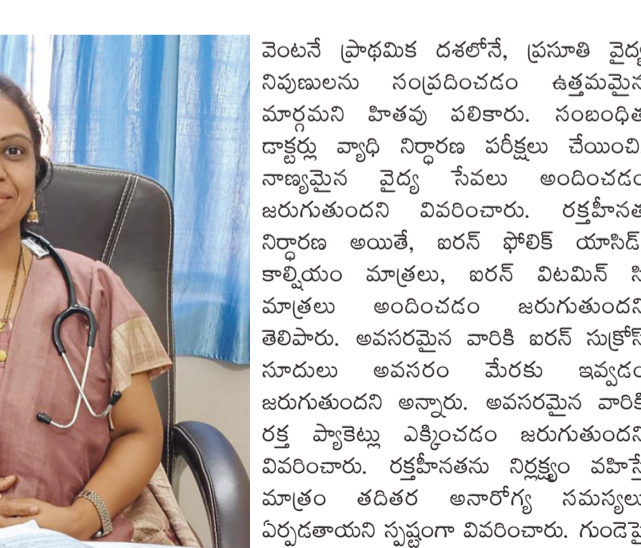 వెంటనే ప్రాథమిక దశలోనే, ప్రసూతి వైద్య
నిపుణులను సంప్రదించడం ఉత్తమమైన
మార్గమని హితవు పలికారు. సంబంధిత
డాక్టర్లు వ్యాధి నిర్ధారణ పరీక్షలు చేయించి,
నాణ్యమైన వైద్య సేవలు అందించడం
జరుగుతుందని వివరించారు. రక్తహీనత
నిర్ధారణ అయితే, ఐరన్ ఫోలిక్ యాసిడ్,
కాల్షియం మాత్రలు, ఐరన్ విటమిన్ సి
మాత్రలు అందించడం జరుగుతుందని
తెలిపారు. అవసరమైన వారికి ఐరన్ సుక్రోస్
సూదులు అవసరం మేరకు ఇవ్వడం
జరుగుతుందని అన్నారు. అవసరమైన వారికి
రక్త ప్యాకెట్లు ఎక్కించడం జరుగుతుందని
వివరించారు. రక్తహీనతను నిర్లక్ష్యం వహిస్తే
మాత్రం తదితర అనారోగ్య సమస్యలు
ఏర్పడతాయని స్పష్టంగా వివరించారు. గుండెపై